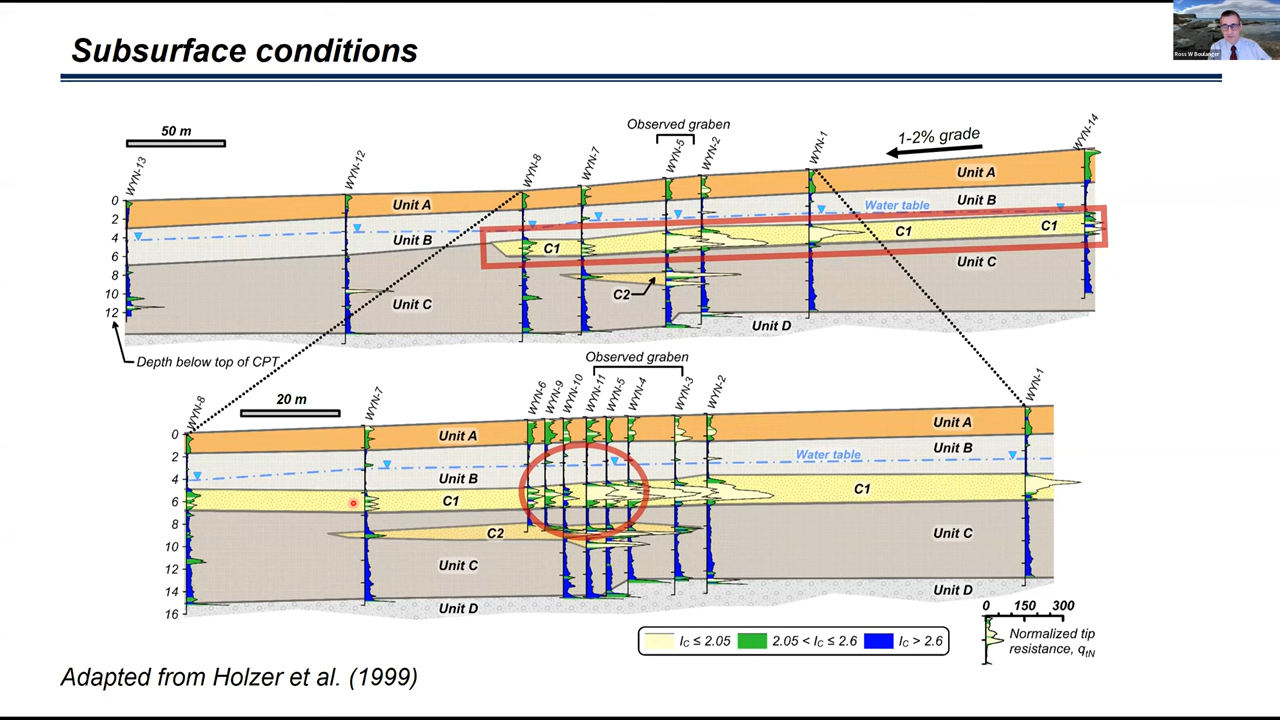 Subsurface conditions
Ross W Boulanger
50 m
Observed graben
1-2% grade
WYN-13
WYN-12
WYN-8
WYN-7
WYN-5
WYN-2
WYN-1
WYN-14
0
2
4
6
8
10
12
Unit A
Unit A
Unit B
Unit B
Water table
C1
C1
C1
C2
Unit C
Unit C
Unit D
Depth below top of CPT
Observed graben
20 m
WYN-8
WYN-7
WYN-6
WYN-9
WYN-10
WYN-11
WYN-5
WYN-4
WYN-3
WYN-2
WYN-1
0
2
4
6
8
10
12
14
16
Unit A
Unit A
Unit B
Unit B
Water table
C1
C1
C2
Unit C
Unit C
Unit D
Unit D
0 150 300
Normalized tip
resistance, qtN
IC ≤ 2.05
2.05 < IC ≤ 2.6
IC > 2.6
Adapted from Holzer et al. (1999)